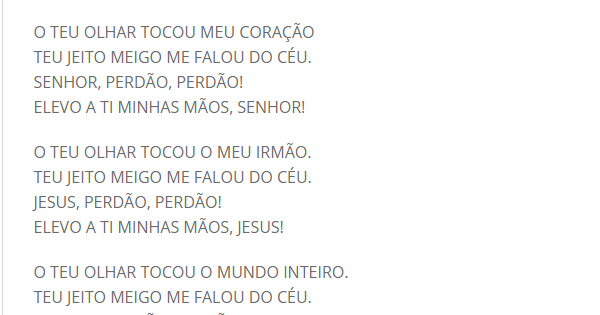 O TEU OLHAR TOCOU MEU CORAÇÃO
TEU JEITO MEIGO ME FALOU DO CÉU.
SENHOR, PERDÃO, PERDÃO!
ELEVO A TI MINHAS MÃOS, SENHOR!
O TEU OLHAR TOCOU O MEU IRMÃO.
TEU JEITO MEIGO ME FALOU DO CÉU.
JESUS, PERDÃO, PERDÃO!
ELEVO A TI MINHAS MÃOS, JESUS!
O TEU OLHAR TOCOU O MUNDO INTEIRO.
TEU JEITO MEIGO ME FALOU DO CÉU.